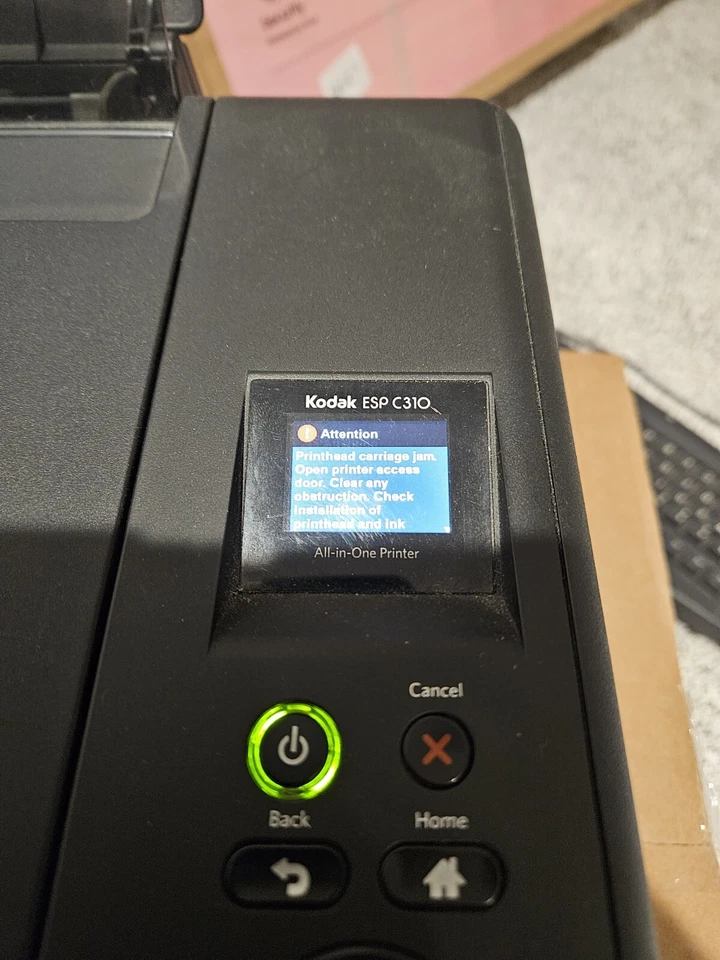 Kodak ESP C310
! Attention
Printhead carriage jam.
Open printer access
door. Clear any
obstruction. Check
installation of
printhead and ink
All-in-One Printer
Cancel
Back
Home